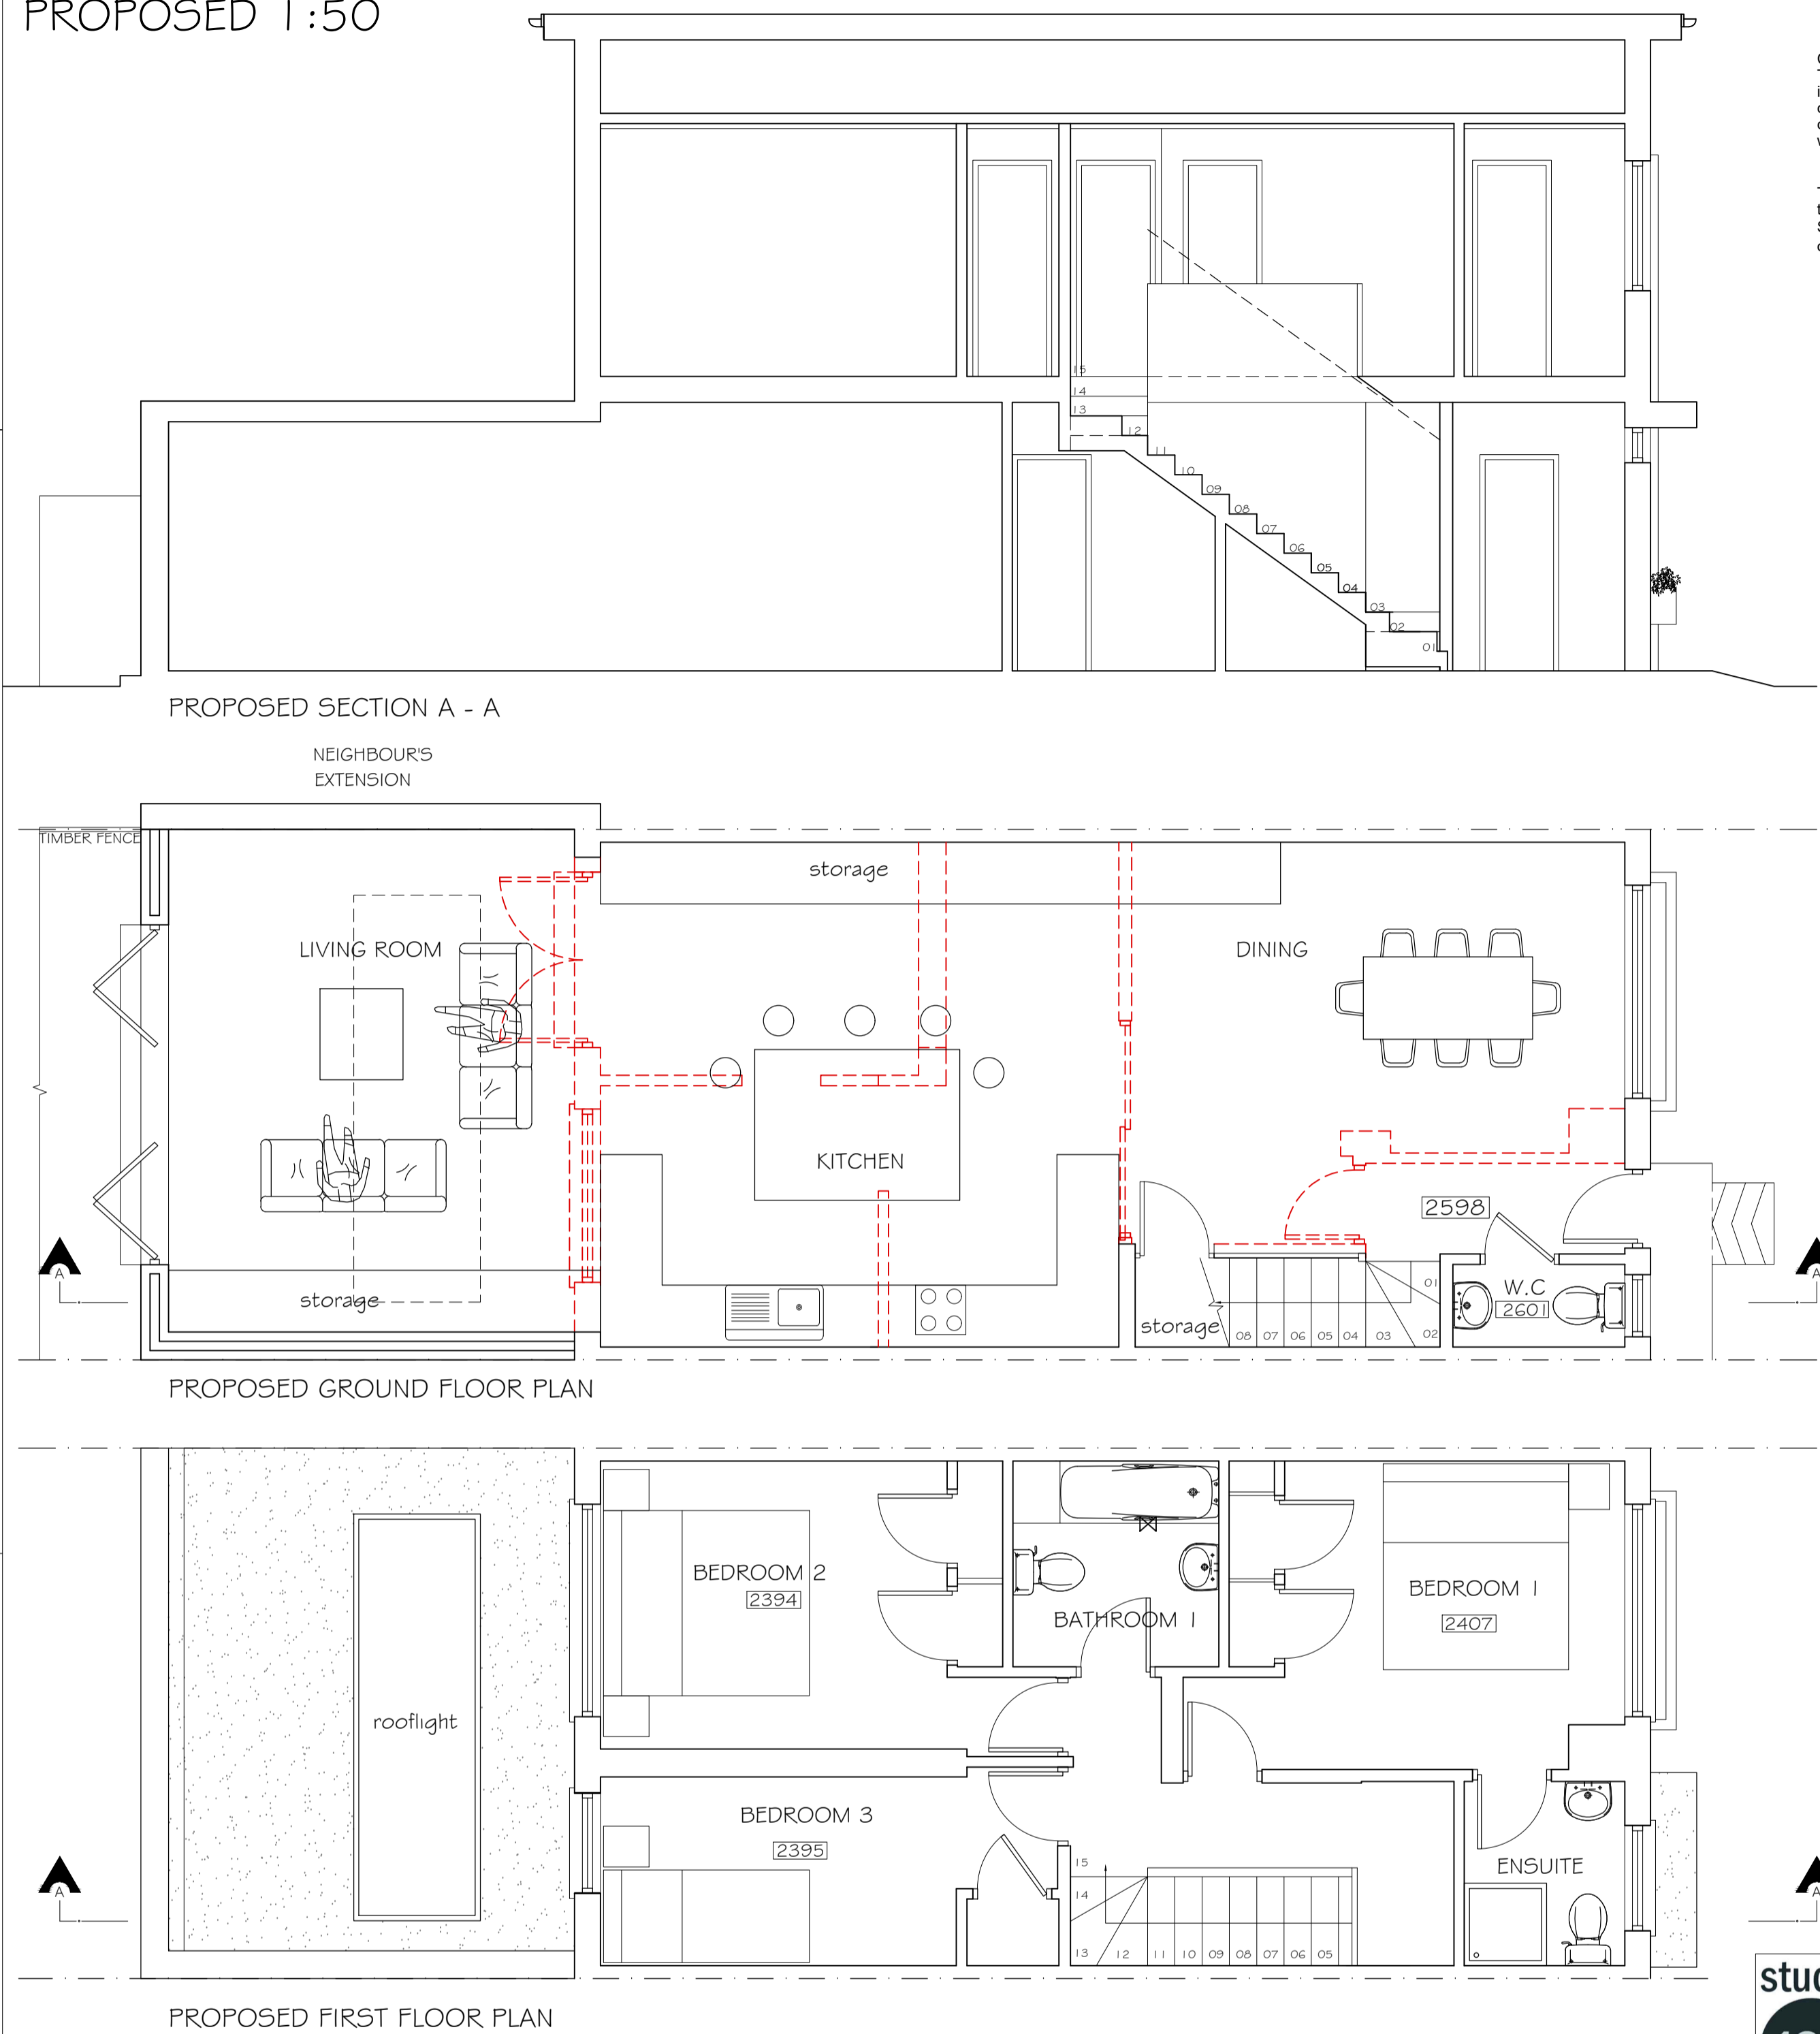 PROPOSED 1:50
15
14
13
12
11
10
09
08
07
06
05
04
03
02
01
PROPOSED SECTION A - A
NEIGHBOUR'S
EXTENSION
TIMBER FENCE
storage
LIVING ROOM
DINING
KITCHEN
2598
A
A
storage
storage
08 07 06 05 04 03 02
01
W.C
2601
PROPOSED GROUND FLOOR PLAN
BEDROOM 2
2394
BATHROOM 1
BEDROOM 1
2407
rooflight
BEDROOM 3
2395
ENSUITE
A
A
15
14
13 12 11 10 09 08 07 06 05
PROPOSED FIRST FLOOR PLAN